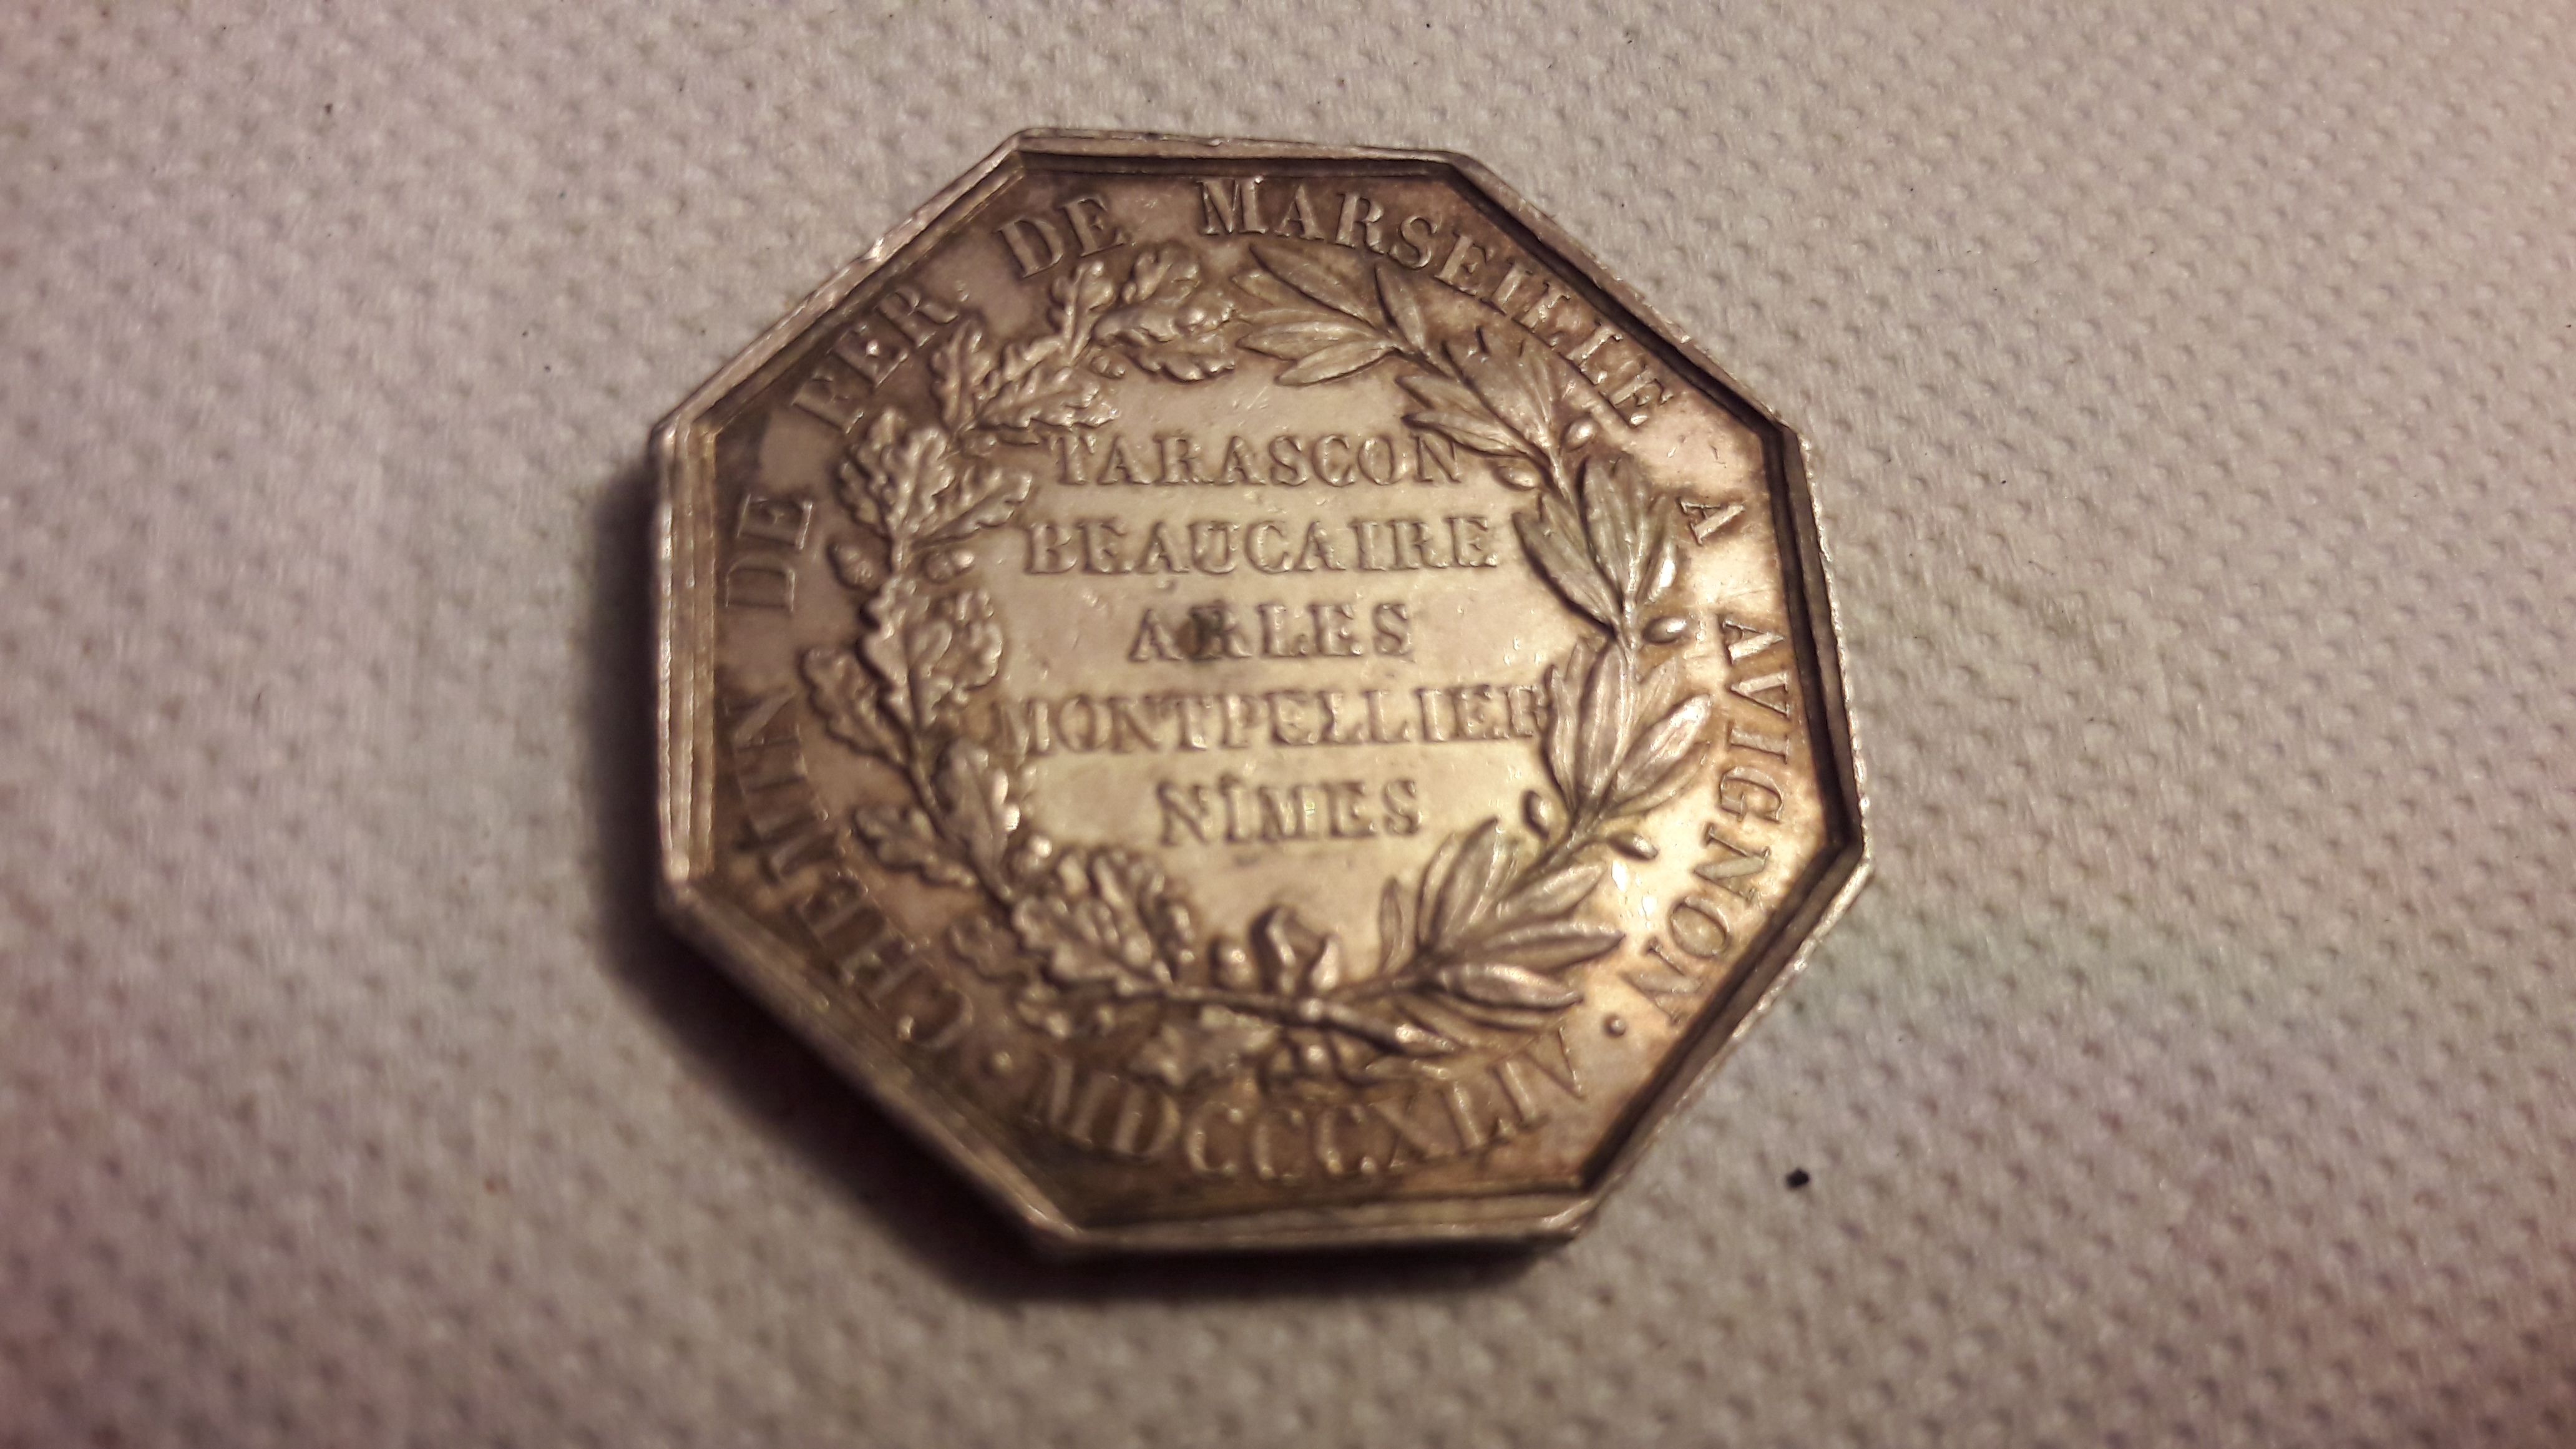 CHEMIN DE FER DE MARSEILLE A AVIGNON.
TARASCON
BEAUCAIRE
ARLES
MONTPELLIER
NÎMES
· MDCCCXLIV ·